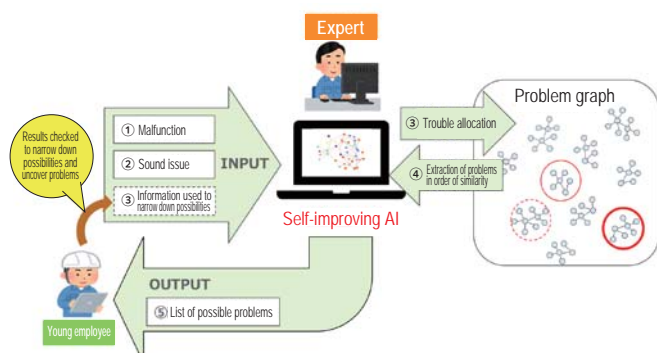 Expert
Problem graph
Results checked
to narrow down
possibilities and
uncover problems
① Malfunction
② Sound issue
③ Information used to
narrow down possibilities
INPUT
③ Trouble allocation
④ Extraction of problems
in order of similarity
Self-improving AI
OUTPUT
⑤ List of possible problems
Young employee